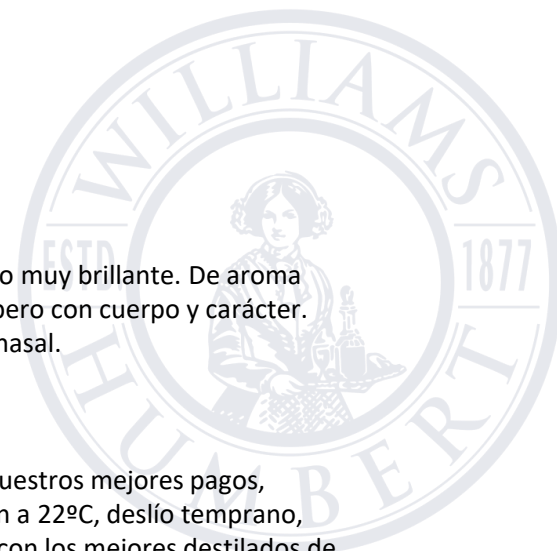 WILLIAMS
ESTD.
1877
HUMBERT
o muy brillante. De aroma
pero con cuerpo y carácter.
nasal.
uestros mejores pagos,
n a 22ºC, deslío temprano,
con los mejores destilados de